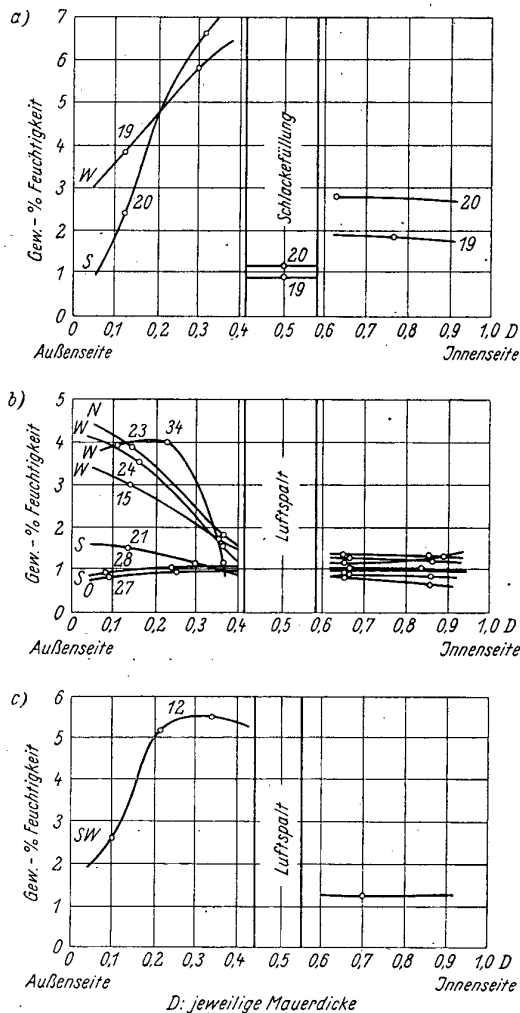 a)
Gew.-% Feuchtigkeit
7
6
5
4
3
2
1
0
W
S
19
20
Schlackefüllung
20
19
20
19
0 0,1 0,2 0,3 0,4 0,5 0,6 0,7 0,8 0,9 1,0 D
Außenseite Innenseite
b)
Gew.-% Feuchtigkeit
5
4
3
2
1
0
N
W
W
W
S
S
O
23
34
24
15
21
28
27
Luftspalt
0 0,1 0,2 0,3 0,4 0,5 0,6 0,7 0,8 0,9 1,0 D
Außenseite Innenseite
c)
Gew.-% Feuchtigkeit
6
5
4
3
2
1
0
SW
12
Luftspalt
0 0,1 0,2 0,3 0,4 0,5 0,6 0,7 0,8 0,9 1,0 D
Außenseite Innenseite
D: jeweilige Mauerdicke